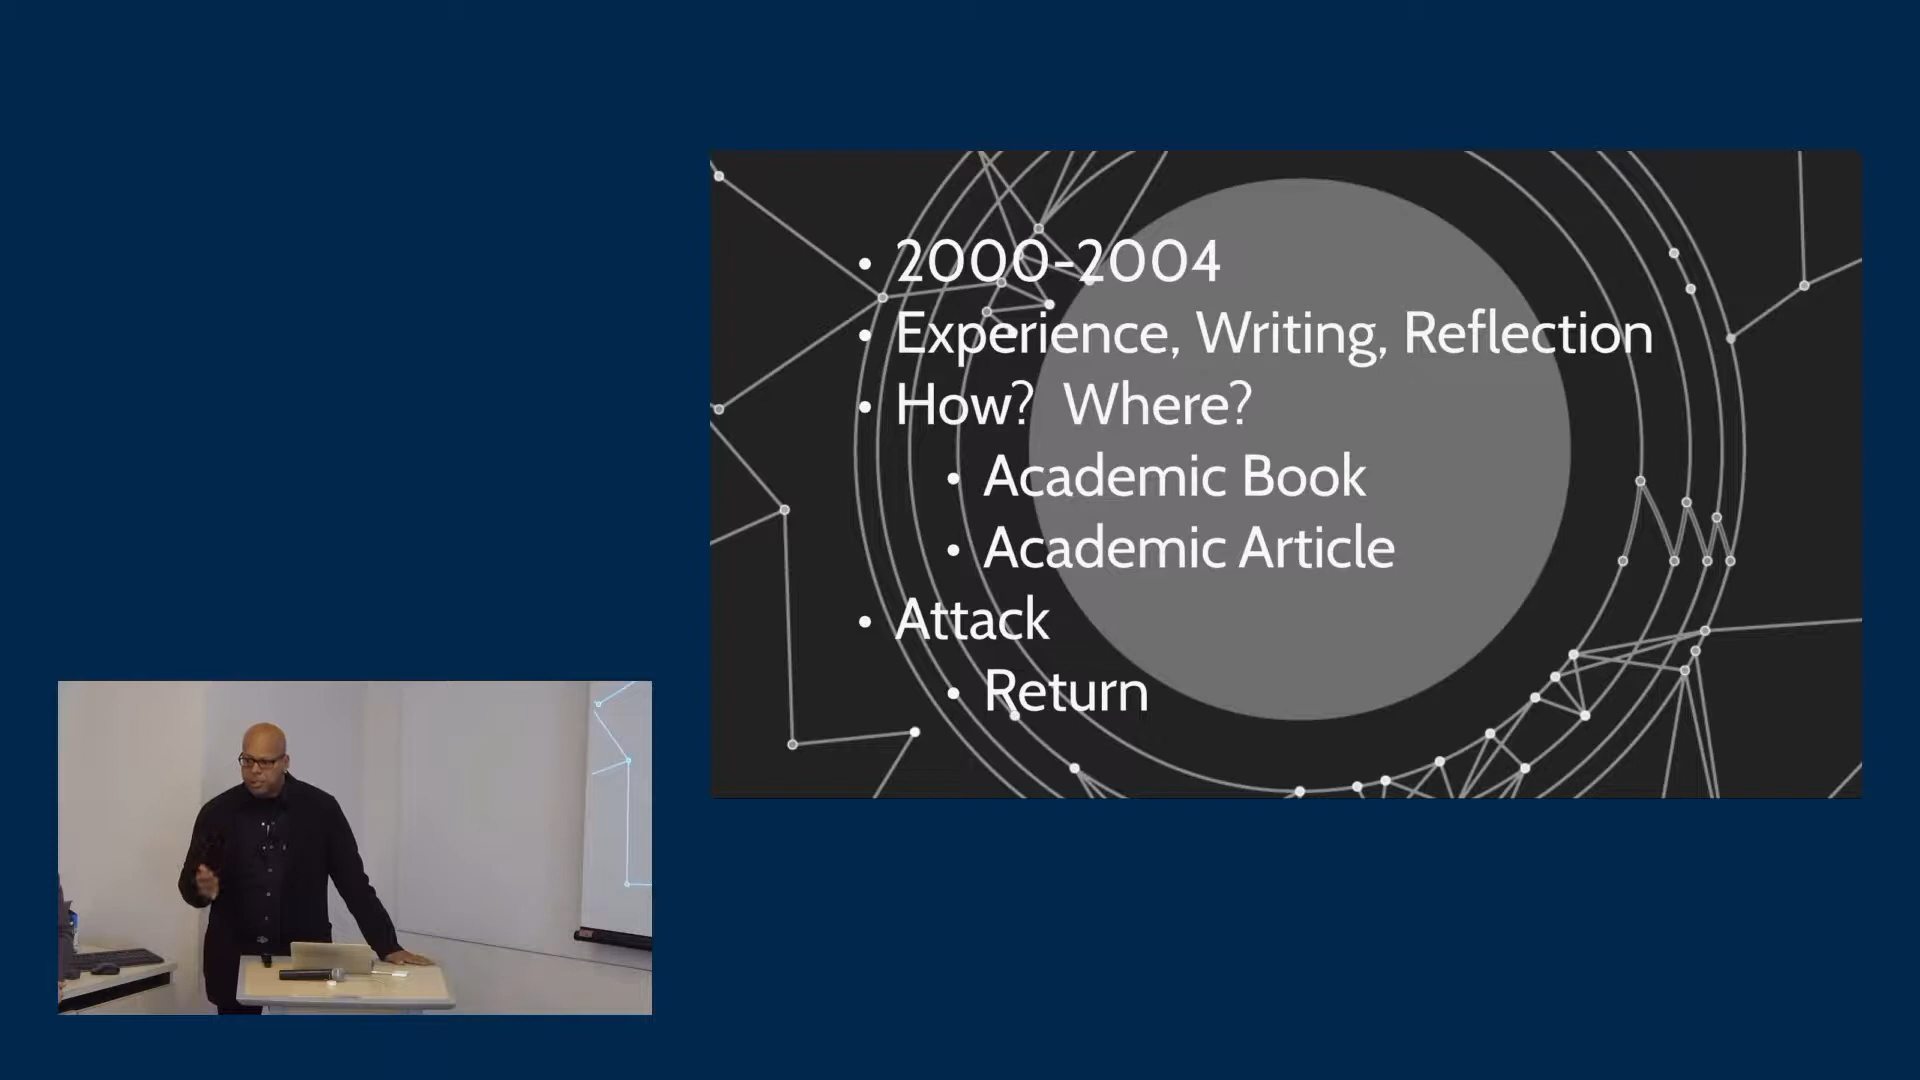 • 2000-2004
• Experience, Writing, Reflection
• How? Where?
• Academic Book
• Academic Article
• Attack
• Return